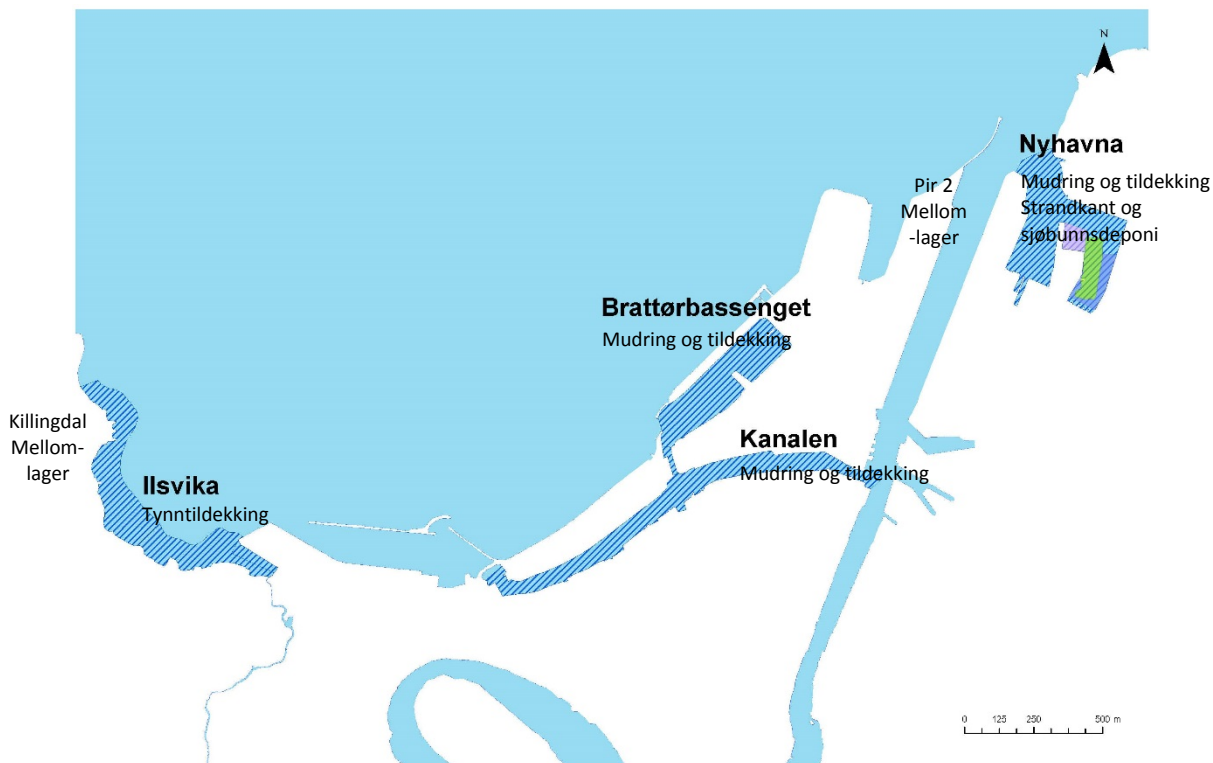 N
Nyhavna
Mudring og tildekking
Strandkant og
sjøbunnsdeponi
Pir 2
Mellom
-lager
Brattørbassenget
Mudring og tildekking
Kanalen
Mudring og tildekking
Killingdal
Mellom-
lager
Ilsvika
Tynntildekking
0 125 250 500 m